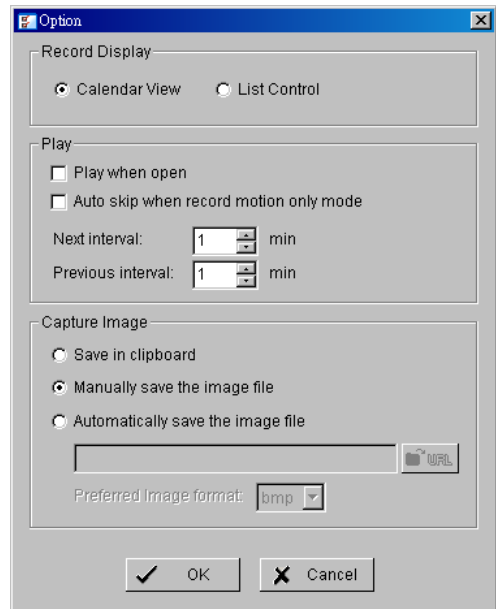 Option
Record Display
Calendar View List Control
Play
Play when open
Auto skip when record motion only mode
Next interval: 1 min
Previous interval: 1 min
Capture Image
Save in clipboard
Manually save the image file
Automatically save the image file
URL
Preferred Image format: bmp
OK Cancel